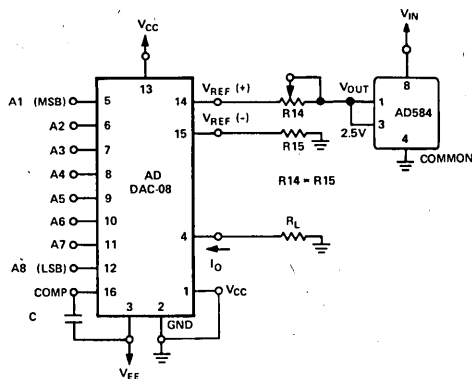 VCC
VIN
13
8
A1 (MSB) 5
14 VREF (+)
R14
VOUT
1
AD584
3
2.5V
4
COMMON
A2 6
VREF (-)
15
R15
A3 7
A4 8
AD
DAC-08
R14 = R15
A5 9
A6 10
RL
A7 11
4
IO
A8 (LSB) 12
COMP 16
1 VCC
C
3 2
GND
VEE